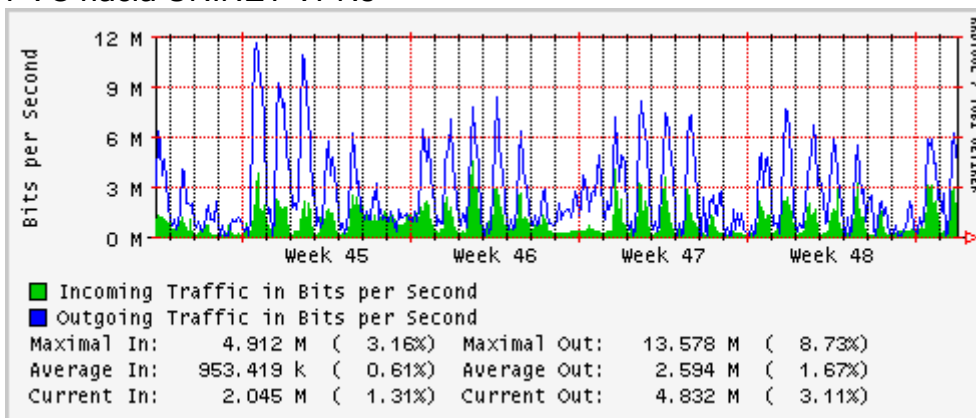 12 M
9 M
6 M
3 M
0 M
Bits per Second
Week 45 Week 46 Week 47 Week 48
Incoming Traffic in Bits per Second
Outgoing Traffic in Bits per Second
Maximal In: 4.912 M ( 3.16%) Maximal Out: 13.578 M ( 8.73%)
Average In: 953.419 k ( 0.61%) Average Out: 2.594 M ( 1.67%)
Current In: 2.045 M ( 1.31%) Current Out: 4.832 M ( 3.11%)